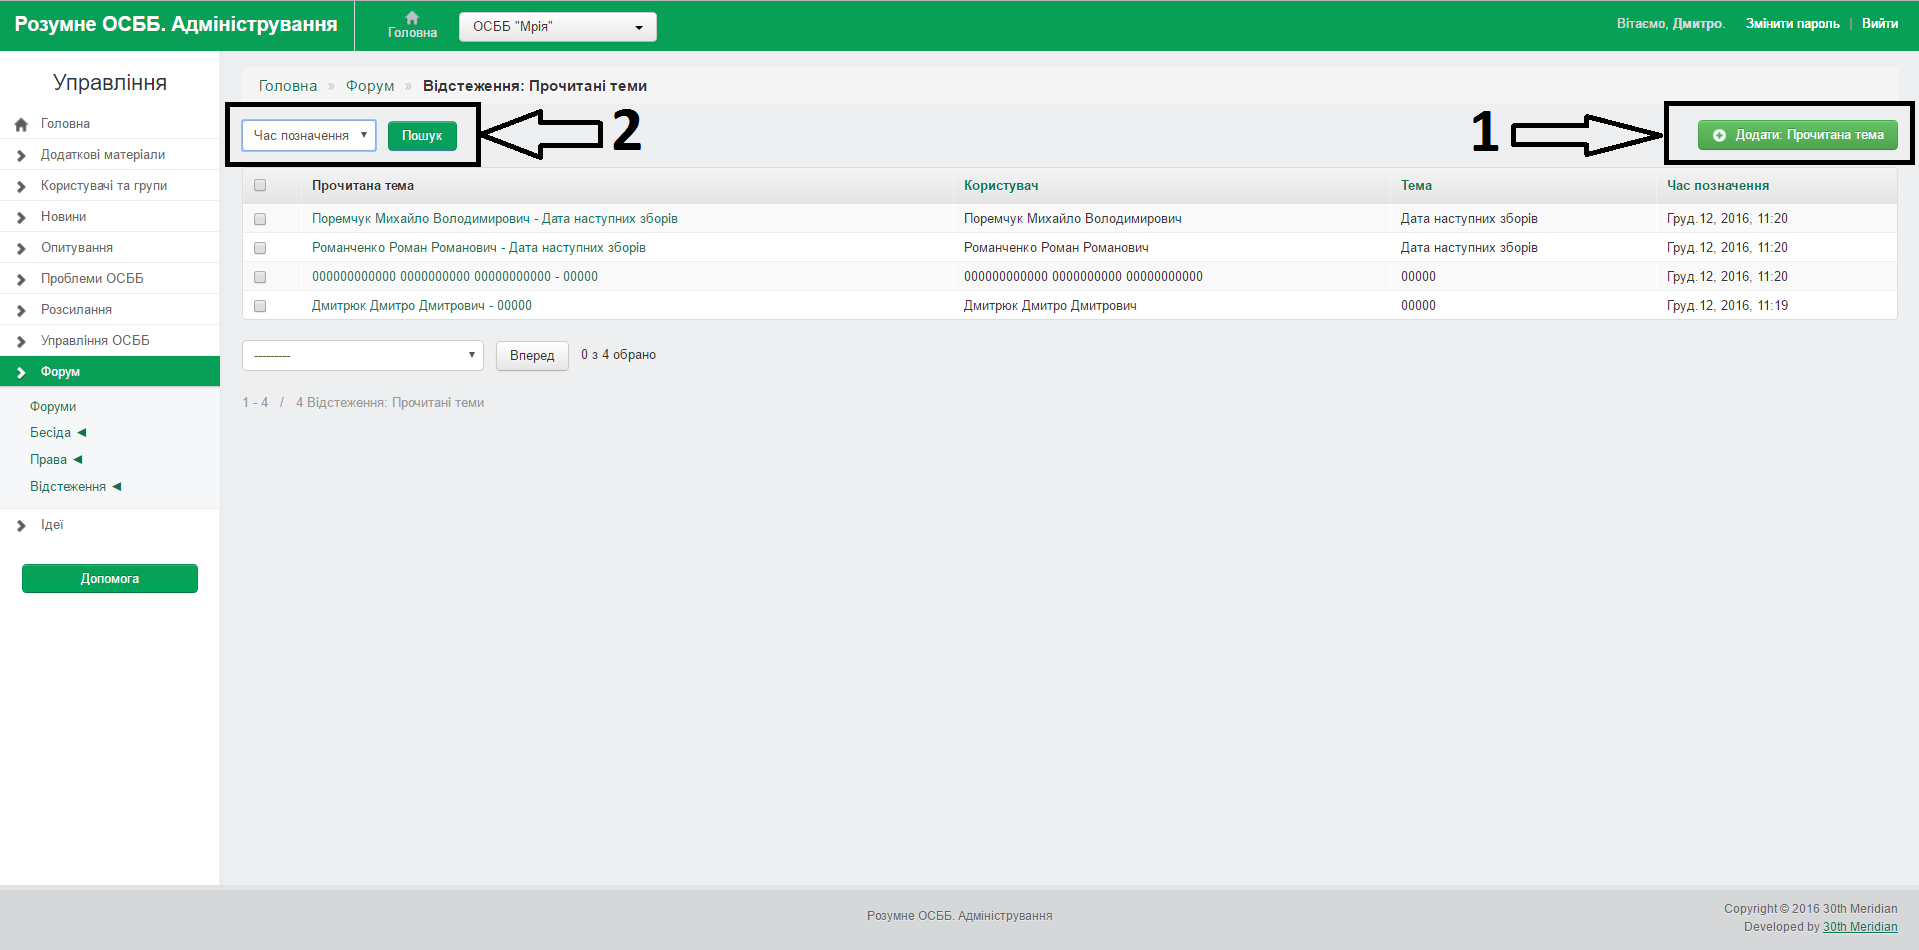 Розумне ОСББ. Адміністрування
Головна
ОСББ "Мрія"
Вітаємо, Дмитро.
Змінити пароль | Вийти
Управління
Головна
Додаткові матеріали
Користувачі та групи
Новини
Опитування
Проблеми ОСББ
Розсилання
Управління ОСББ
Форум
Форуми
Бесіда
Права
Відстеження
Ідеї
Допомога
Головна » Форум » Відстеження: Прочитані теми
Час позначення
Пошук
2
1
Додати: Прочитана тема
Прочитана тема Користувач Тема Час позначення
Поремчук Михайло Володимирович - Дата наступних зборів Поремчук Михайло Володимирович Дата наступних зборів Груд.12, 2016, 11:20
Романченко Роман Романович - Дата наступних зборів Романченко Роман Романович Дата наступних зборів Груд.12, 2016, 11:20
000000000000 0000000000 00000000000 - 00000 000000000000 0000000000 00000000000 00000 Груд.12, 2016, 11:20
Дмитрюк Дмитро Дмитрович - 00000 Дмитрюк Дмитро Дмитрович 00000 Груд.12, 2016, 11:19
---------
Вперед
0 з 4 обрано
1 - 4 / 4 Відстеження: Прочитані теми
Розумне ОСББ. Адміністрування
Copyright © 2016 30th Meridian
Developed by 30th Meridian